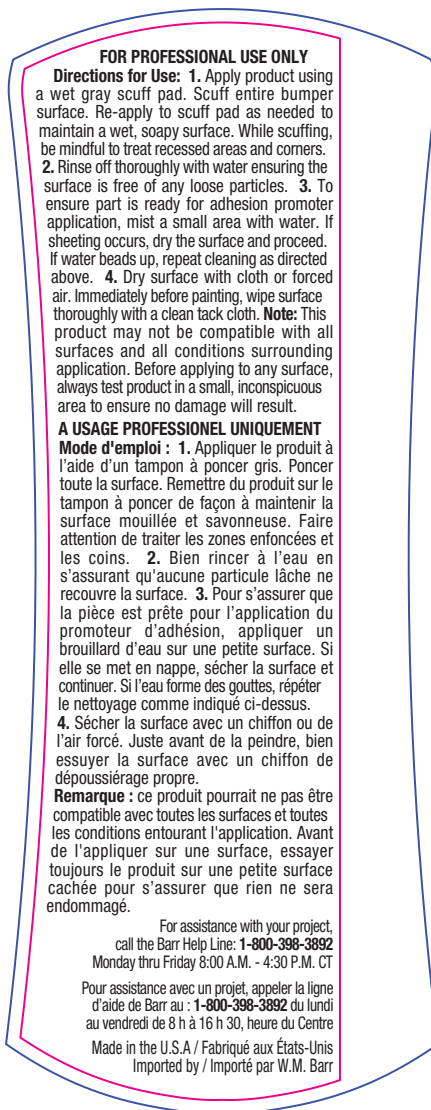 FOR PROFESSIONAL USE ONLY
Directions for Use: 1. Apply product using
a wet gray scuff pad. Scuff entire bumper
surface. Re-apply to scuff pad as needed to
maintain a wet, soapy surface. While scuffing,
be mindful to treat recessed areas and corners.
2. Rinse off thoroughly with water ensuring the
surface is free of any loose particles. 3. To
ensure part is ready for adhesion promoter
application, mist a small area with water. If
sheeting occurs, dry the surface and proceed.
If water beads up, repeat cleaning as directed
above. 4. Dry surface with cloth or forced
air. Immediately before painting, wipe surface
thoroughly with a clean tack cloth. Note: This
product may not be compatible with all
surfaces and all conditions surrounding
application. Before applying to any surface,
always test product in a small, inconspicuous
area to ensure no damage will result.
A USAGE PROFESSIONEL UNIQUEMENT
Mode d'emploi : 1. Appliquer le produit à
l’aide d’un tampon à poncer gris. Poncer
toute la surface. Remettre du produit sur le
tampon à poncer de façon à maintenir la
surface mouillée et savonneuse. Faire
attention de traiter les zones enfoncées et
les coins. 2. Bien rincer à l’eau en
s’assurant qu'aucune particule lâche ne
recouvre la surface. 3. Pour s’assurer que
la pièce est prête pour l’application du
promoteur d’adhésion, appliquer un
brouillard d’eau sur une petite surface. Si
elle se met en nappe, sécher la surface et
continuer. Si l’eau forme des gouttes, répéter
le nettoyage comme indiqué ci-dessus.
4. Sécher la surface avec un chiffon ou de
l’air forcé. Juste avant de la peindre, bien
essuyer la surface avec un chiffon de
dépoussiérage propre.
Remarque : ce produit pourrait ne pas être
compatible avec toutes les surfaces et toutes
les conditions entourant l'application. Avant
de l'appliquer sur une surface, essayer
toujours le produit sur une petite surface
cachée pour s’assurer que rien ne sera
endommagé.
For assistance with your project,
call the Barr Help Line: 1-800-398-3892
Monday thru Friday 8:00 A.M. - 4:30 P.M. CT
Pour assistance avec un projet, appeler la ligne
d’aide de Barr au : 1-800-398-3892 du lundi
au vendredi de 8 h à 16 h 30, heure du Centre
Made in the U.S.A / Fabriqué aux États-Unis
Imported by / Importé par W.M. Barr